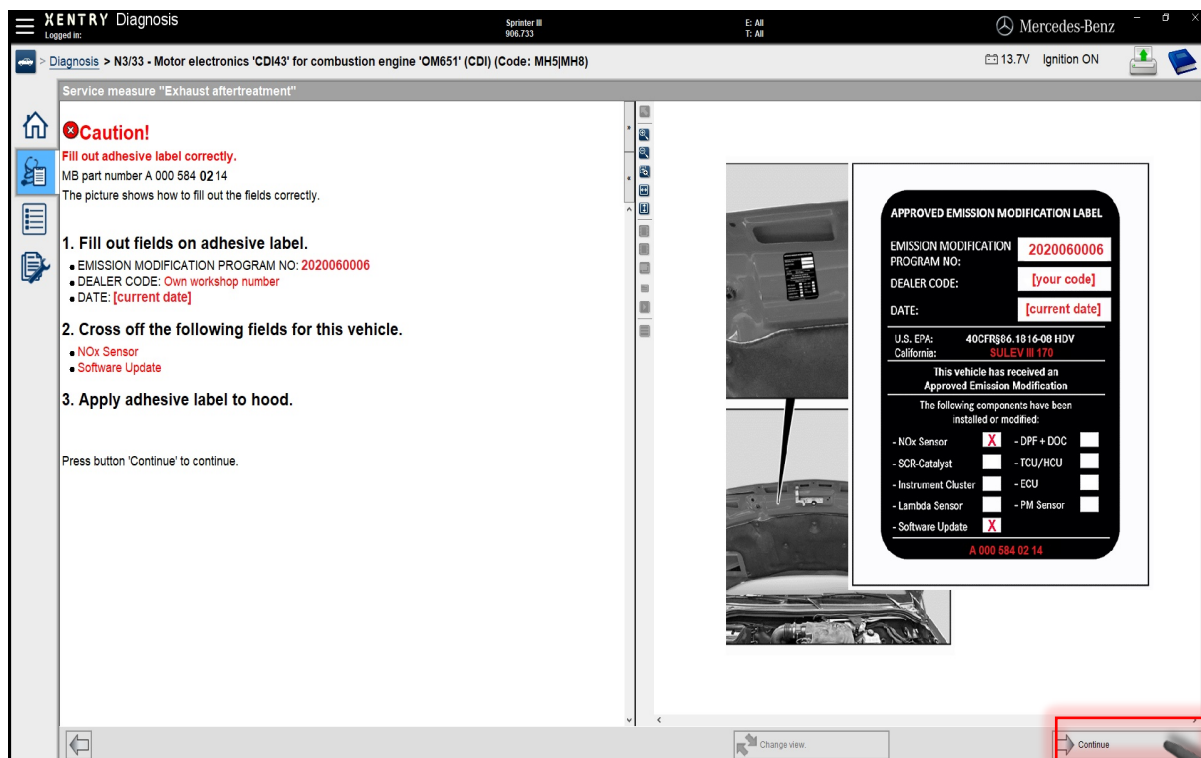 XENTRY Diagnosis
Logged in:
Sprinter III
906.733
E: All
T: All
Mercedes-Benz
> Diagnosis > N3/33 - Motor electronics 'CDI43' for combustion engine 'OM651' (CDI) (Code: MH5|MH8)
13.7V Ignition ON
Service measure "Exhaust aftertreatment"
Caution!
Fill out adhesive label correctly.
MB part number A 000 584 02 14
The picture shows how to fill out the fields correctly.
1. Fill out fields on adhesive label.
• EMISSION MODIFICATION PROGRAM NO: 2020060006
• DEALER CODE: Own workshop number
• DATE: [current date]
2. Cross off the following fields for this vehicle.
• NOx Sensor
• Software Update
3. Apply adhesive label to hood.
Press button 'Continue' to continue.
APPROVED EMISSION MODIFICATION LABEL
EMISSION MODIFICATION
PROGRAM NO:
2020060006
DEALER CODE: [your code]
DATE: [current date]
U.S. EPA: 40CFR§86.1816-08 HDV
California: SULEV III 170
This vehicle has received an
Approved Emission Modification
The following components have been
installed or modified:
- NOx Sensor X - DPF + DOC
- SCR-Catalyst - TCU/HCU
- Instrument Cluster - ECU
- Lambda Sensor - PM Sensor
- Software Update X
A 000 584 02 14
Change view.
Continue